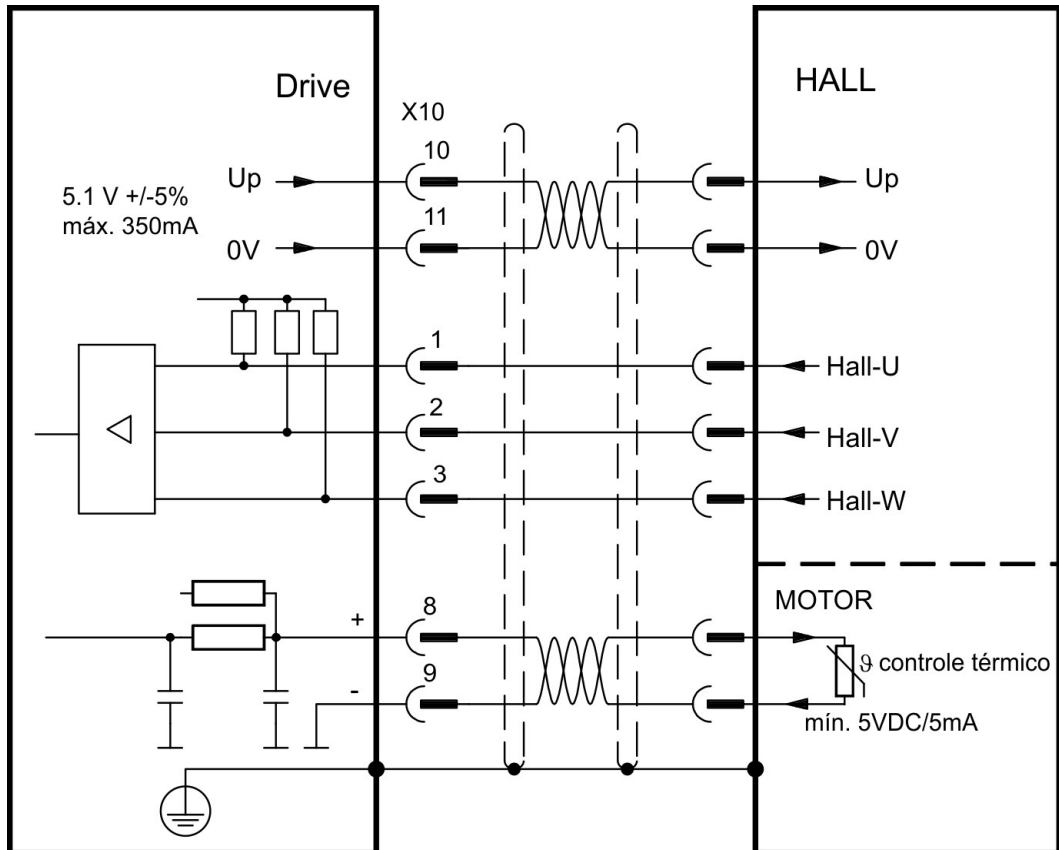 Drive
HALL
X10
10
Up
Up
5.1 V +/-5%
máx. 350mA
11
0V
0V
1
Hall-U
2
Hall-V
3
Hall-W
MOTOR
8
+
ϑ controle térmico
9
-
mín. 5VDC/5mA